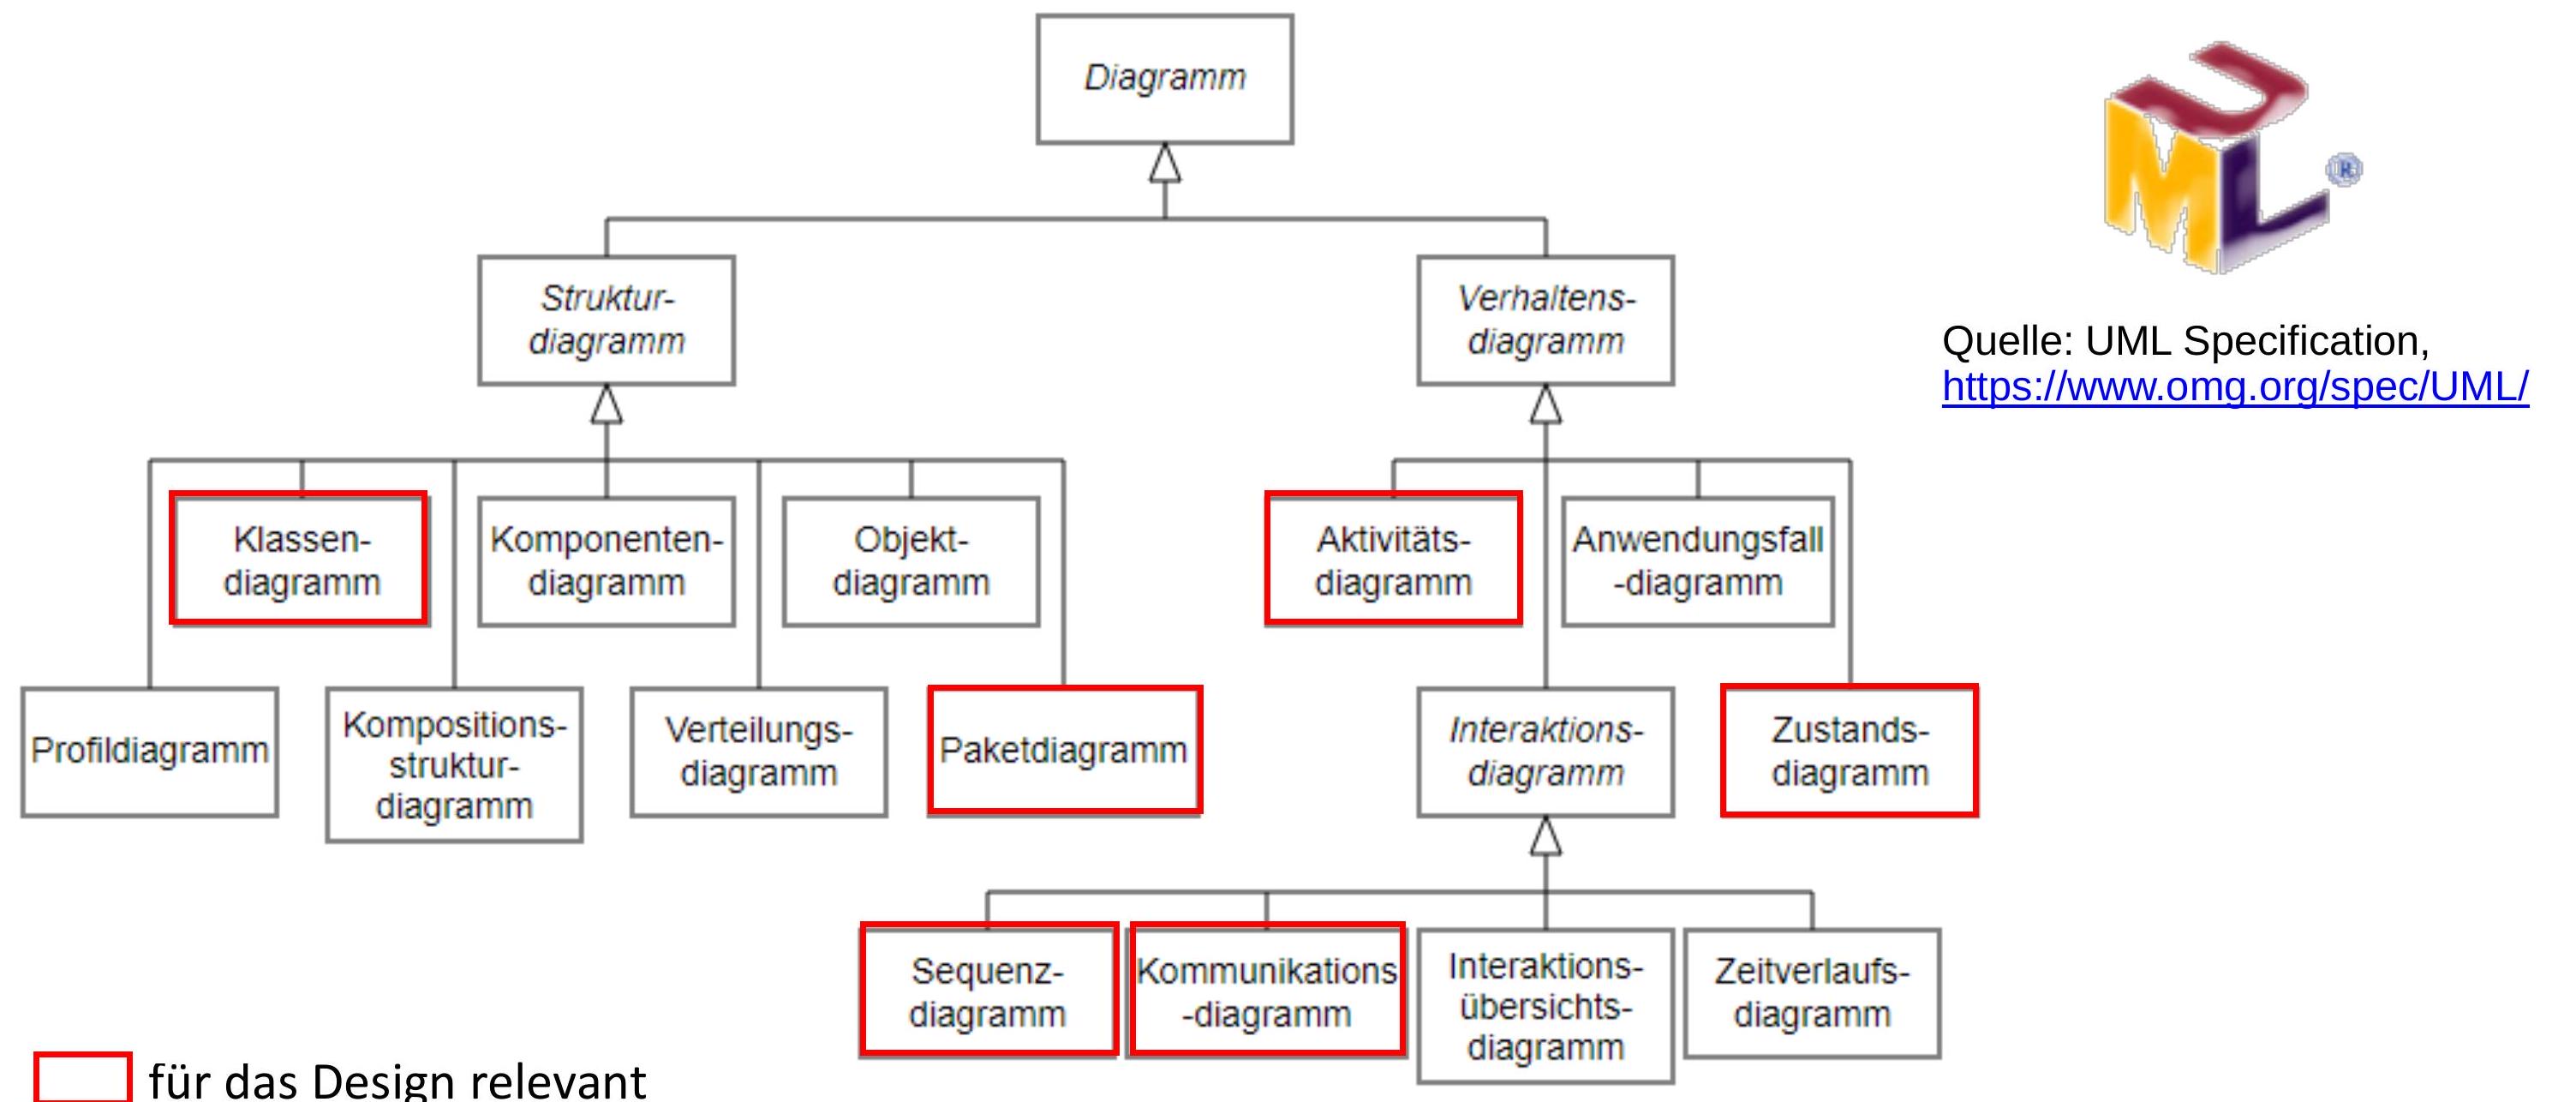 Diagramm
UML
®
Struktur-
diagramm
Verhaltens-
diagramm
Quelle: UML Specification,
https://www.omg.org/spec/UML/
Klassen-
diagramm
Komponenten-
diagramm
Objekt-
diagramm
Aktivitäts-
diagramm
Anwendungsfall
-diagramm
Profildiagramm
Kompositions-
struktur-
diagramm
Verteilungs-
diagramm
Paketdiagramm
Interaktions-
diagramm
Zustands-
diagramm
Sequenz-
diagramm
Kommunikations
-diagramm
Interaktions-
übersichts-
diagramm
Zeitverlaufs-
diagramm
für das Design relevant